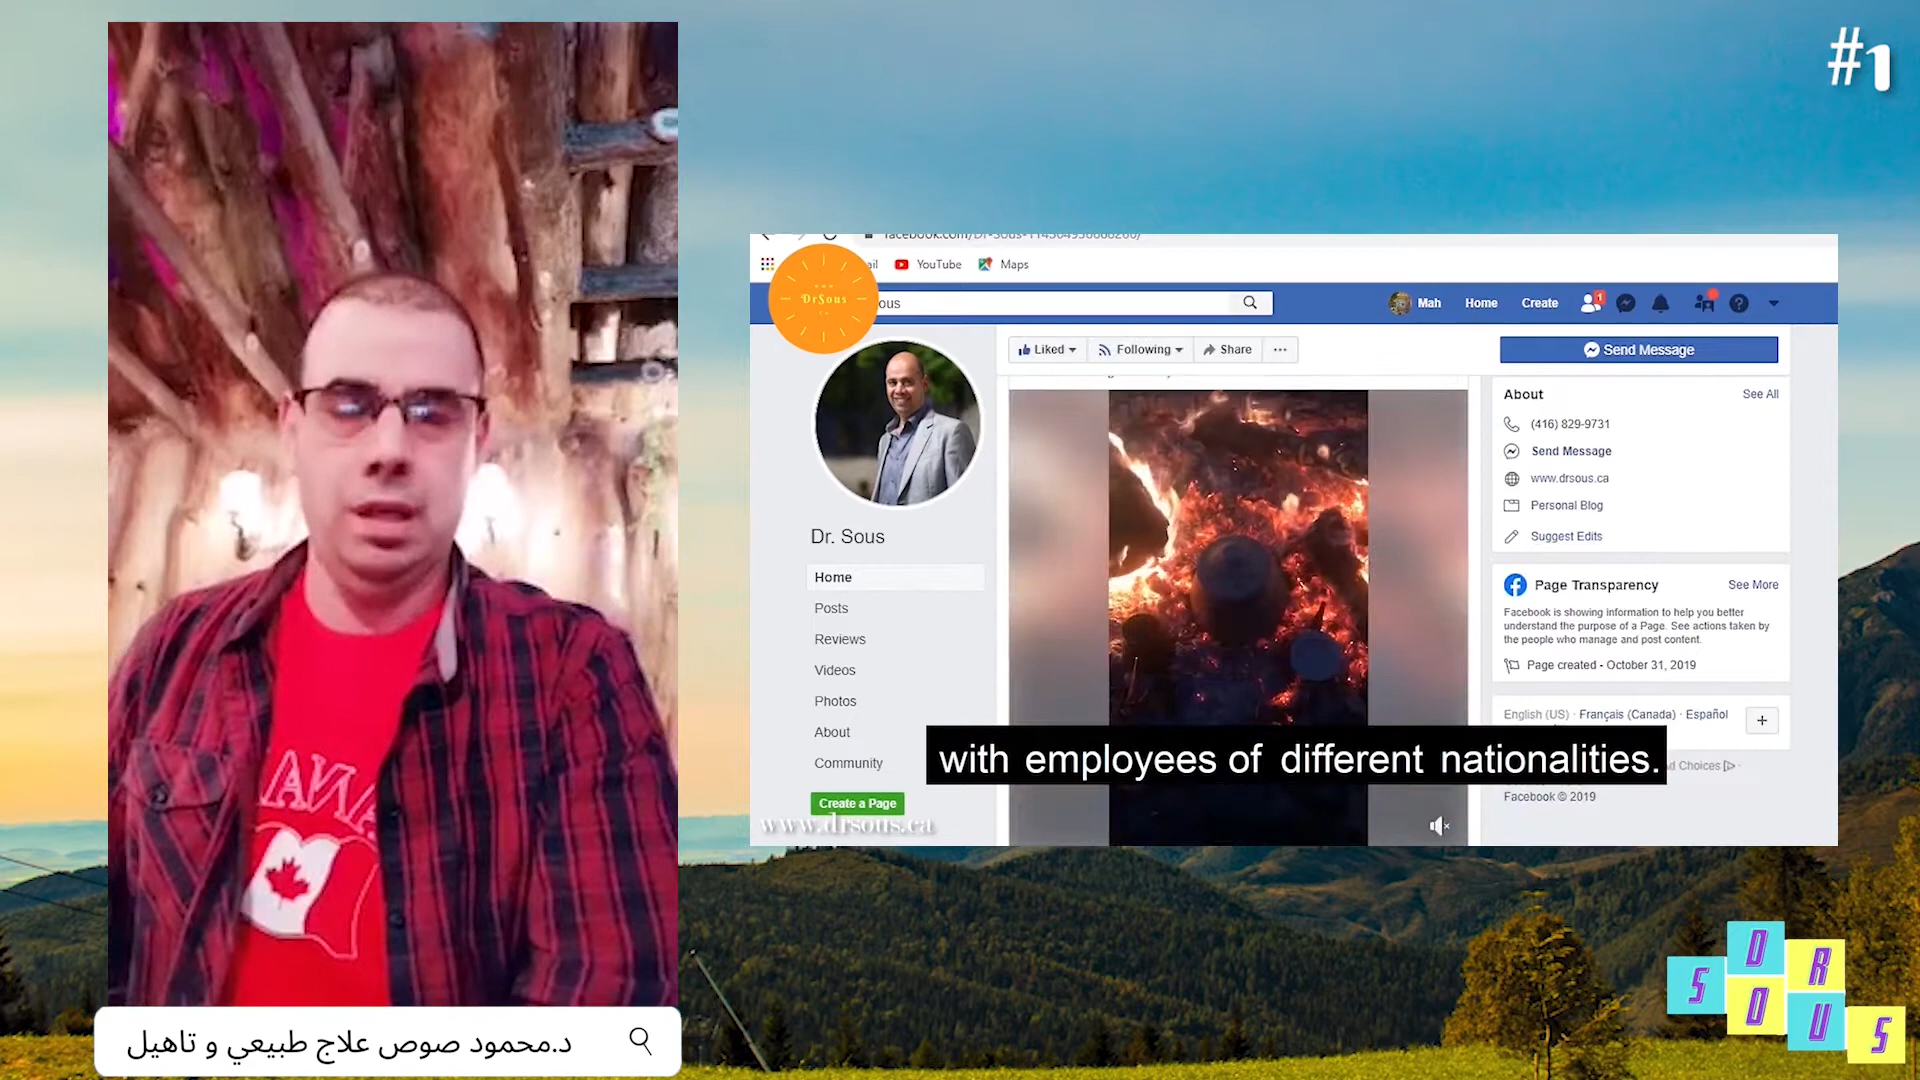 #1
YouTube
Maps
DrSous
ous
Mah
Home
Create
1
Liked
Following
Share
Send Message
Dr. Sous
Home
Posts
Reviews
Videos
Photos
About
Community
Create a Page
www.drsous.ca
About
See All
(416) 829-9731
Send Message
www.drsous.ca
Personal Blog
Suggest Edits
Page Transparency
See More
Facebook is showing information to help you better
understand the purpose of a Page. See actions taken by
the people who manage and post content.
Page created - October 31, 2019
English (US) · Français (Canada) · Español
Ad Choices
Facebook © 2019
with employees of different nationalities.
د.محمود صوص علاج طبيعي و تاهيل
DR
SOUS